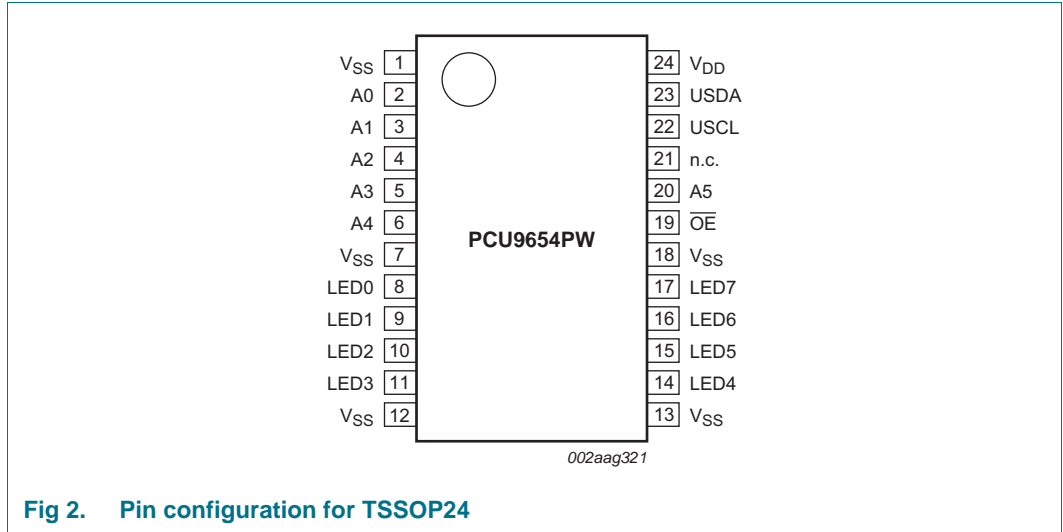 VSS 1 24 VDD
A0 2 23 USDA
A1 3 22 USCL
A2 4 21 n.c.
A3 5 20 A5
A4 6 19 O̅E̅
PCU9654PW
VSS 7 18 VSS
LED0 8 17 LED7
LED1 9 16 LED6
LED2 10 15 LED5
LED3 11 14 LED4
VSS 12 13 VSS
002aag321
Fig 2. Pin configuration for TSSOP24